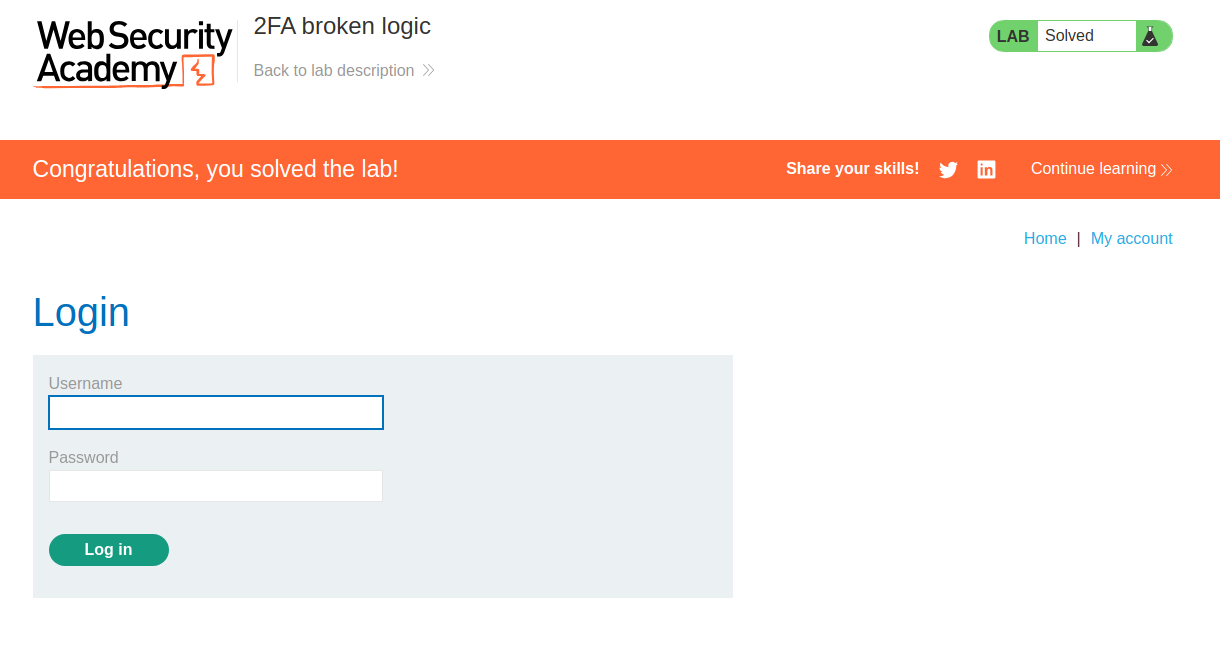 Web Security
Academy
2FA broken logic
Back to lab description
LAB Solved
Congratulations, you solved the lab!
Share your skills!
Continue learning
Home | My account
Login
Username
Password
Log in